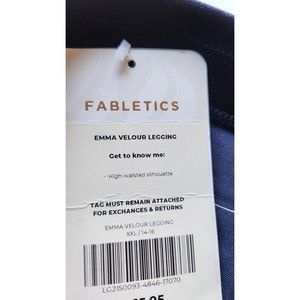 FABLETICS
EMMA VELOUR LEGGING
Get to know me:
- High-waisted silhouette
TAG MUST REMAIN ATTACHED
FOR EXCHANGES & RETURNS
EMMA VELOUR LEGGING
XXL / 14-16
LG2150093-4846-17070